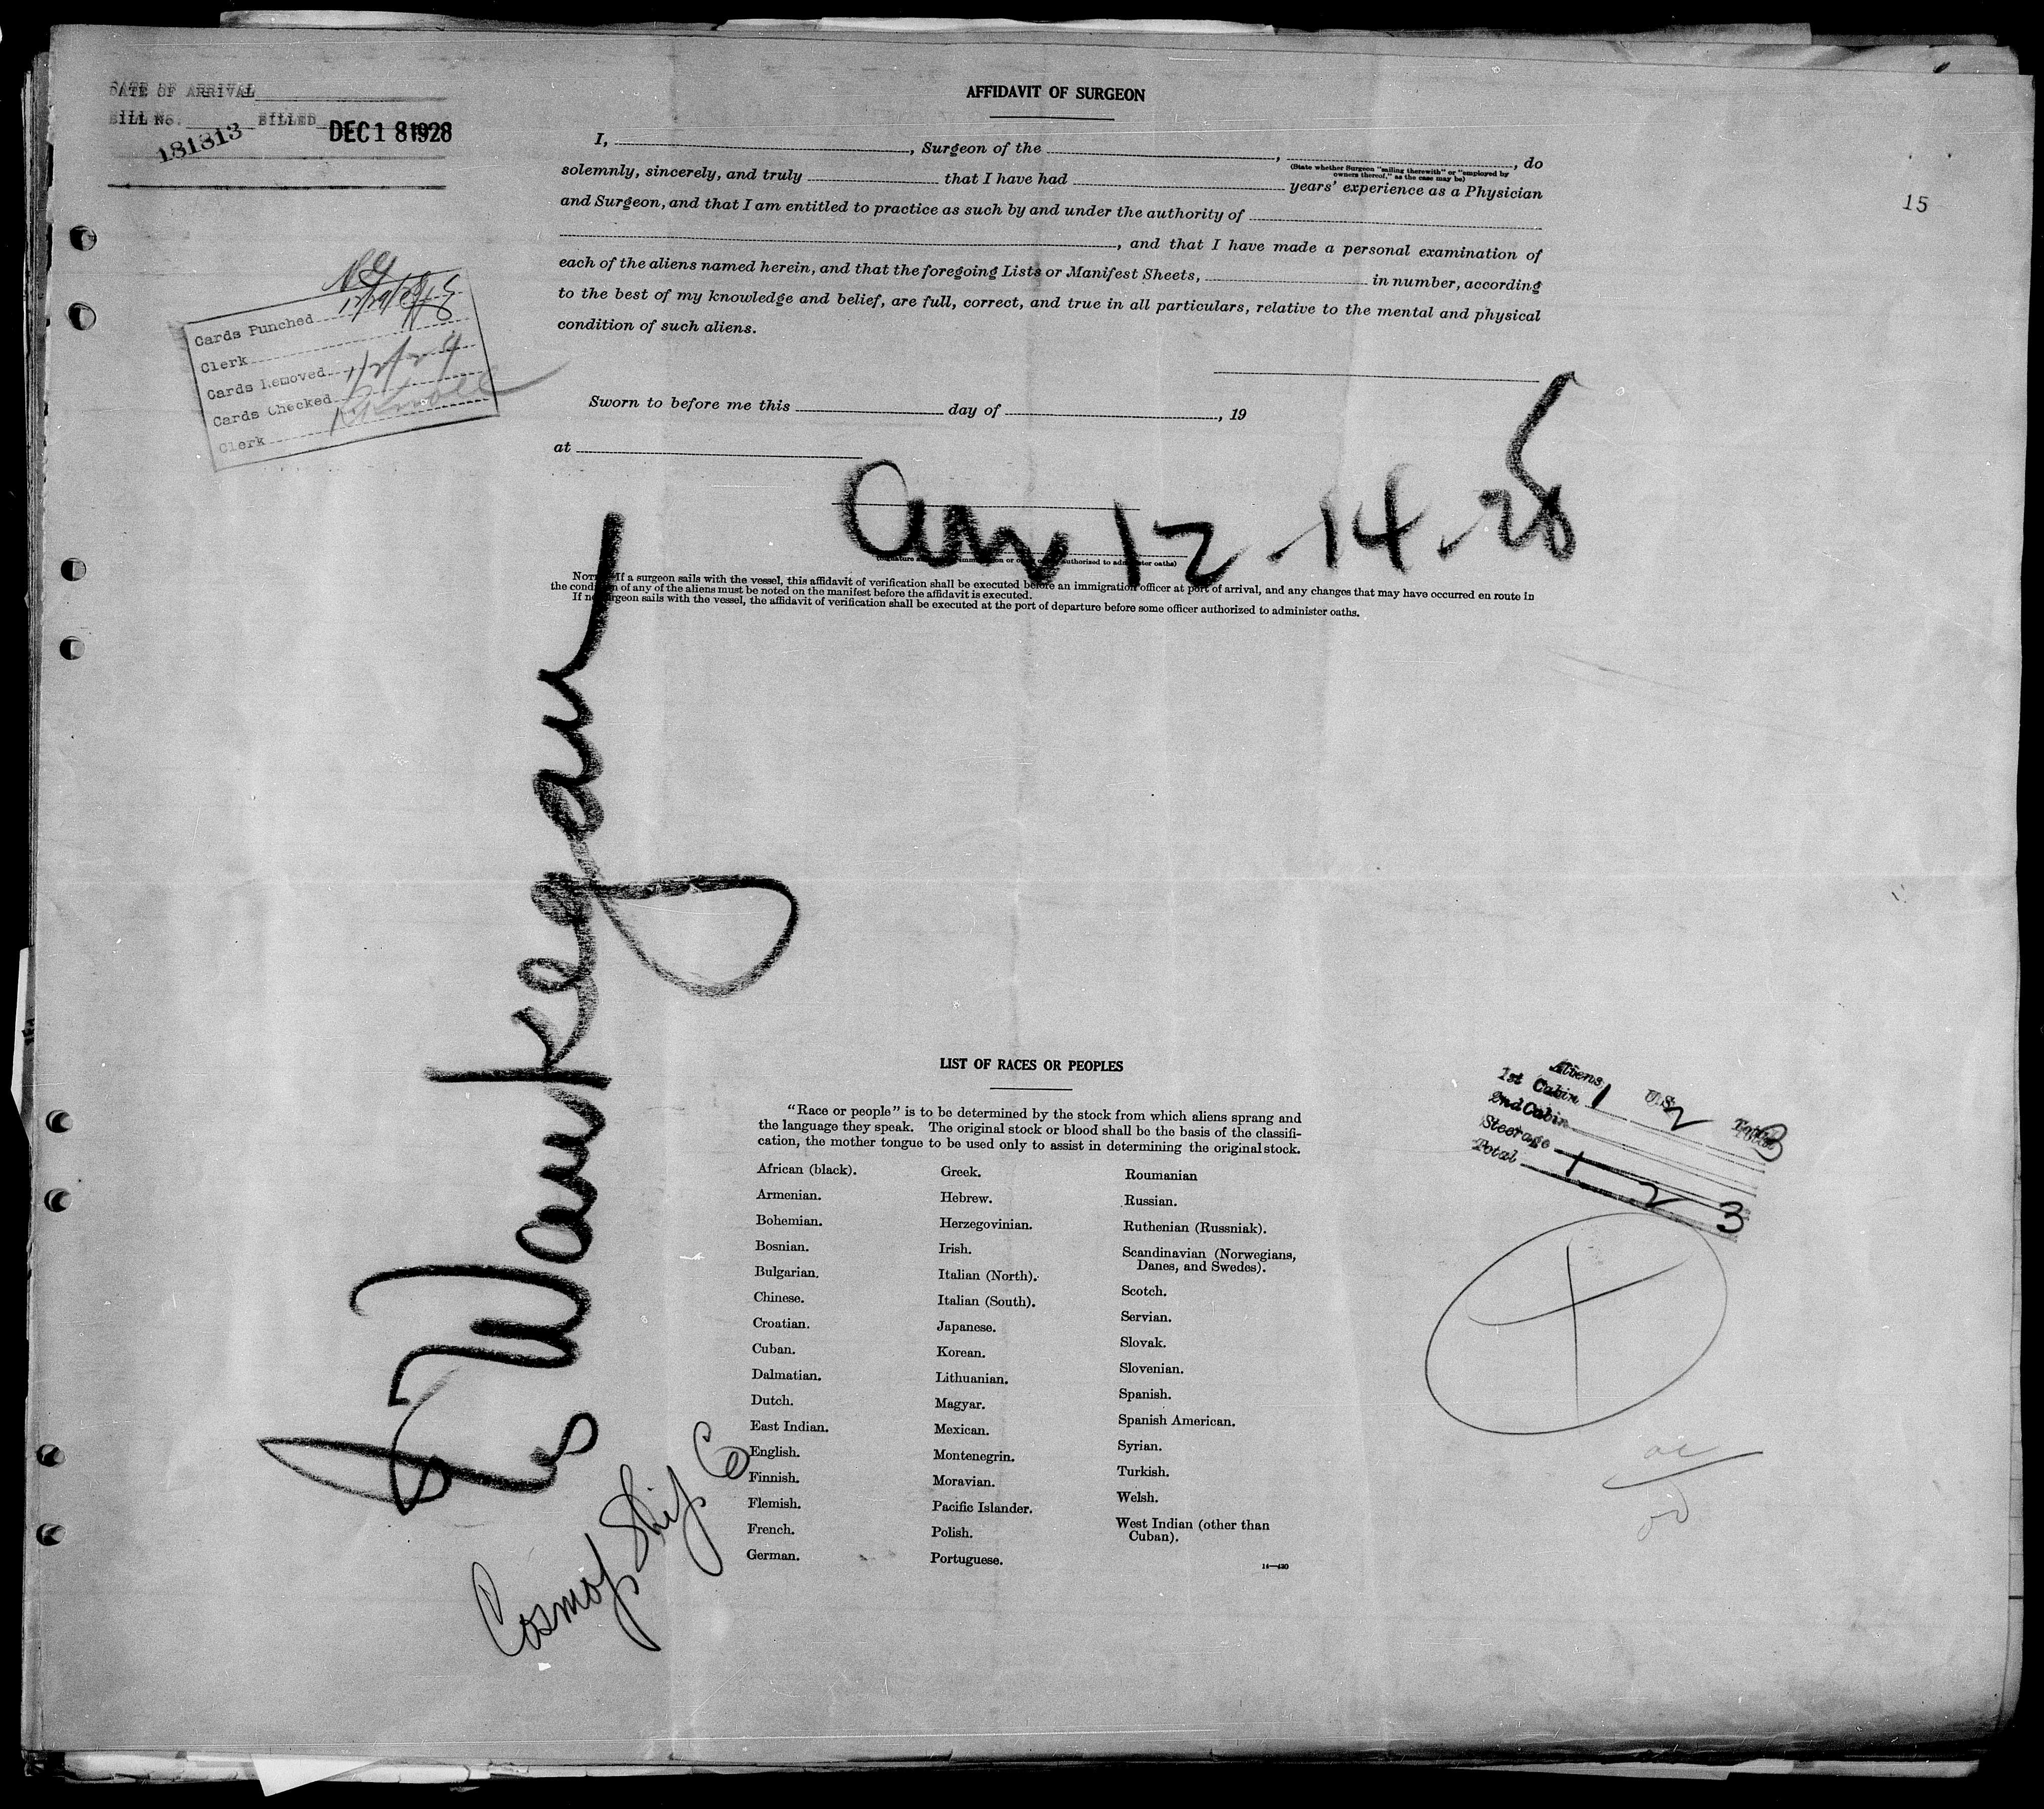 DATE OF ARRIVAL
BILL NO. 181313 BILLED DEC 18 1928
15
AFFIDAVIT OF SURGEON
I, , Surgeon of the , , do
(State whether Surgeon "sailing therewith" or "employed by
owners thereof," as the case may be)
solemnly, sincerely, and truly that I have had years' experience as a Physician
and Surgeon, and that I am entitled to practice as such by and under the authority of
, and that I have made a personal examination of
each of the aliens named herein, and that the foregoing Lists or Manifest Sheets, in number, according
to the best of my knowledge and belief, are full, correct, and true in all particulars, relative to the mental and physical
condition of such aliens.
Cards Punched
Clerk
Cards Removed
Cards Checked
Clerk
Sworn to before me this day of , 19
at
Arr 12-14-28
authorized to administer oaths)
NOTE.—If a surgeon sails with the vessel, this affidavit of verification shall be executed before an immigration officer at port of arrival, and any changes that may have occurred en route in
the condition of any of the aliens must be noted on the manifest before the affidavit is executed.
If no surgeon sails with the vessel, the affidavit of verification shall be executed at the port of departure before some officer authorized to administer oaths.
SS Waukegan
Cosmop Ship Co
LIST OF RACES OR PEOPLES
"Race or people" is to be determined by the stock from which aliens sprang and
the language they speak. The original stock or blood shall be the basis of the classifi-
cation, the mother tongue to be used only to assist in determining the original stock.
African (black).
Armenian.
Bohemian.
Bosnian.
Bulgarian.
Chinese.
Croatian.
Cuban.
Dalmatian.
Dutch.
East Indian.
English.
Finnish.
Flemish.
French.
German.
Greek.
Hebrew.
Herzegovinian.
Irish.
Italian (North).
Italian (South).
Japanese.
Korean.
Lithuanian.
Magyar.
Mexican.
Montenegrin.
Moravian.
Pacific Islander.
Polish.
Portuguese.
Roumanian
Russian.
Ruthenian (Russniak).
Scandinavian (Norwegians,
Danes, and Swedes).
Scotch.
Servian.
Slovak.
Slovenian.
Spanish.
Spanish American.
Syrian.
Turkish.
Welsh.
West Indian (other than
Cuban).
14—430
Aliens U.S. Total
1st Cabin 1 2 3
2nd Cabin
Steerage
Total 1 2 3